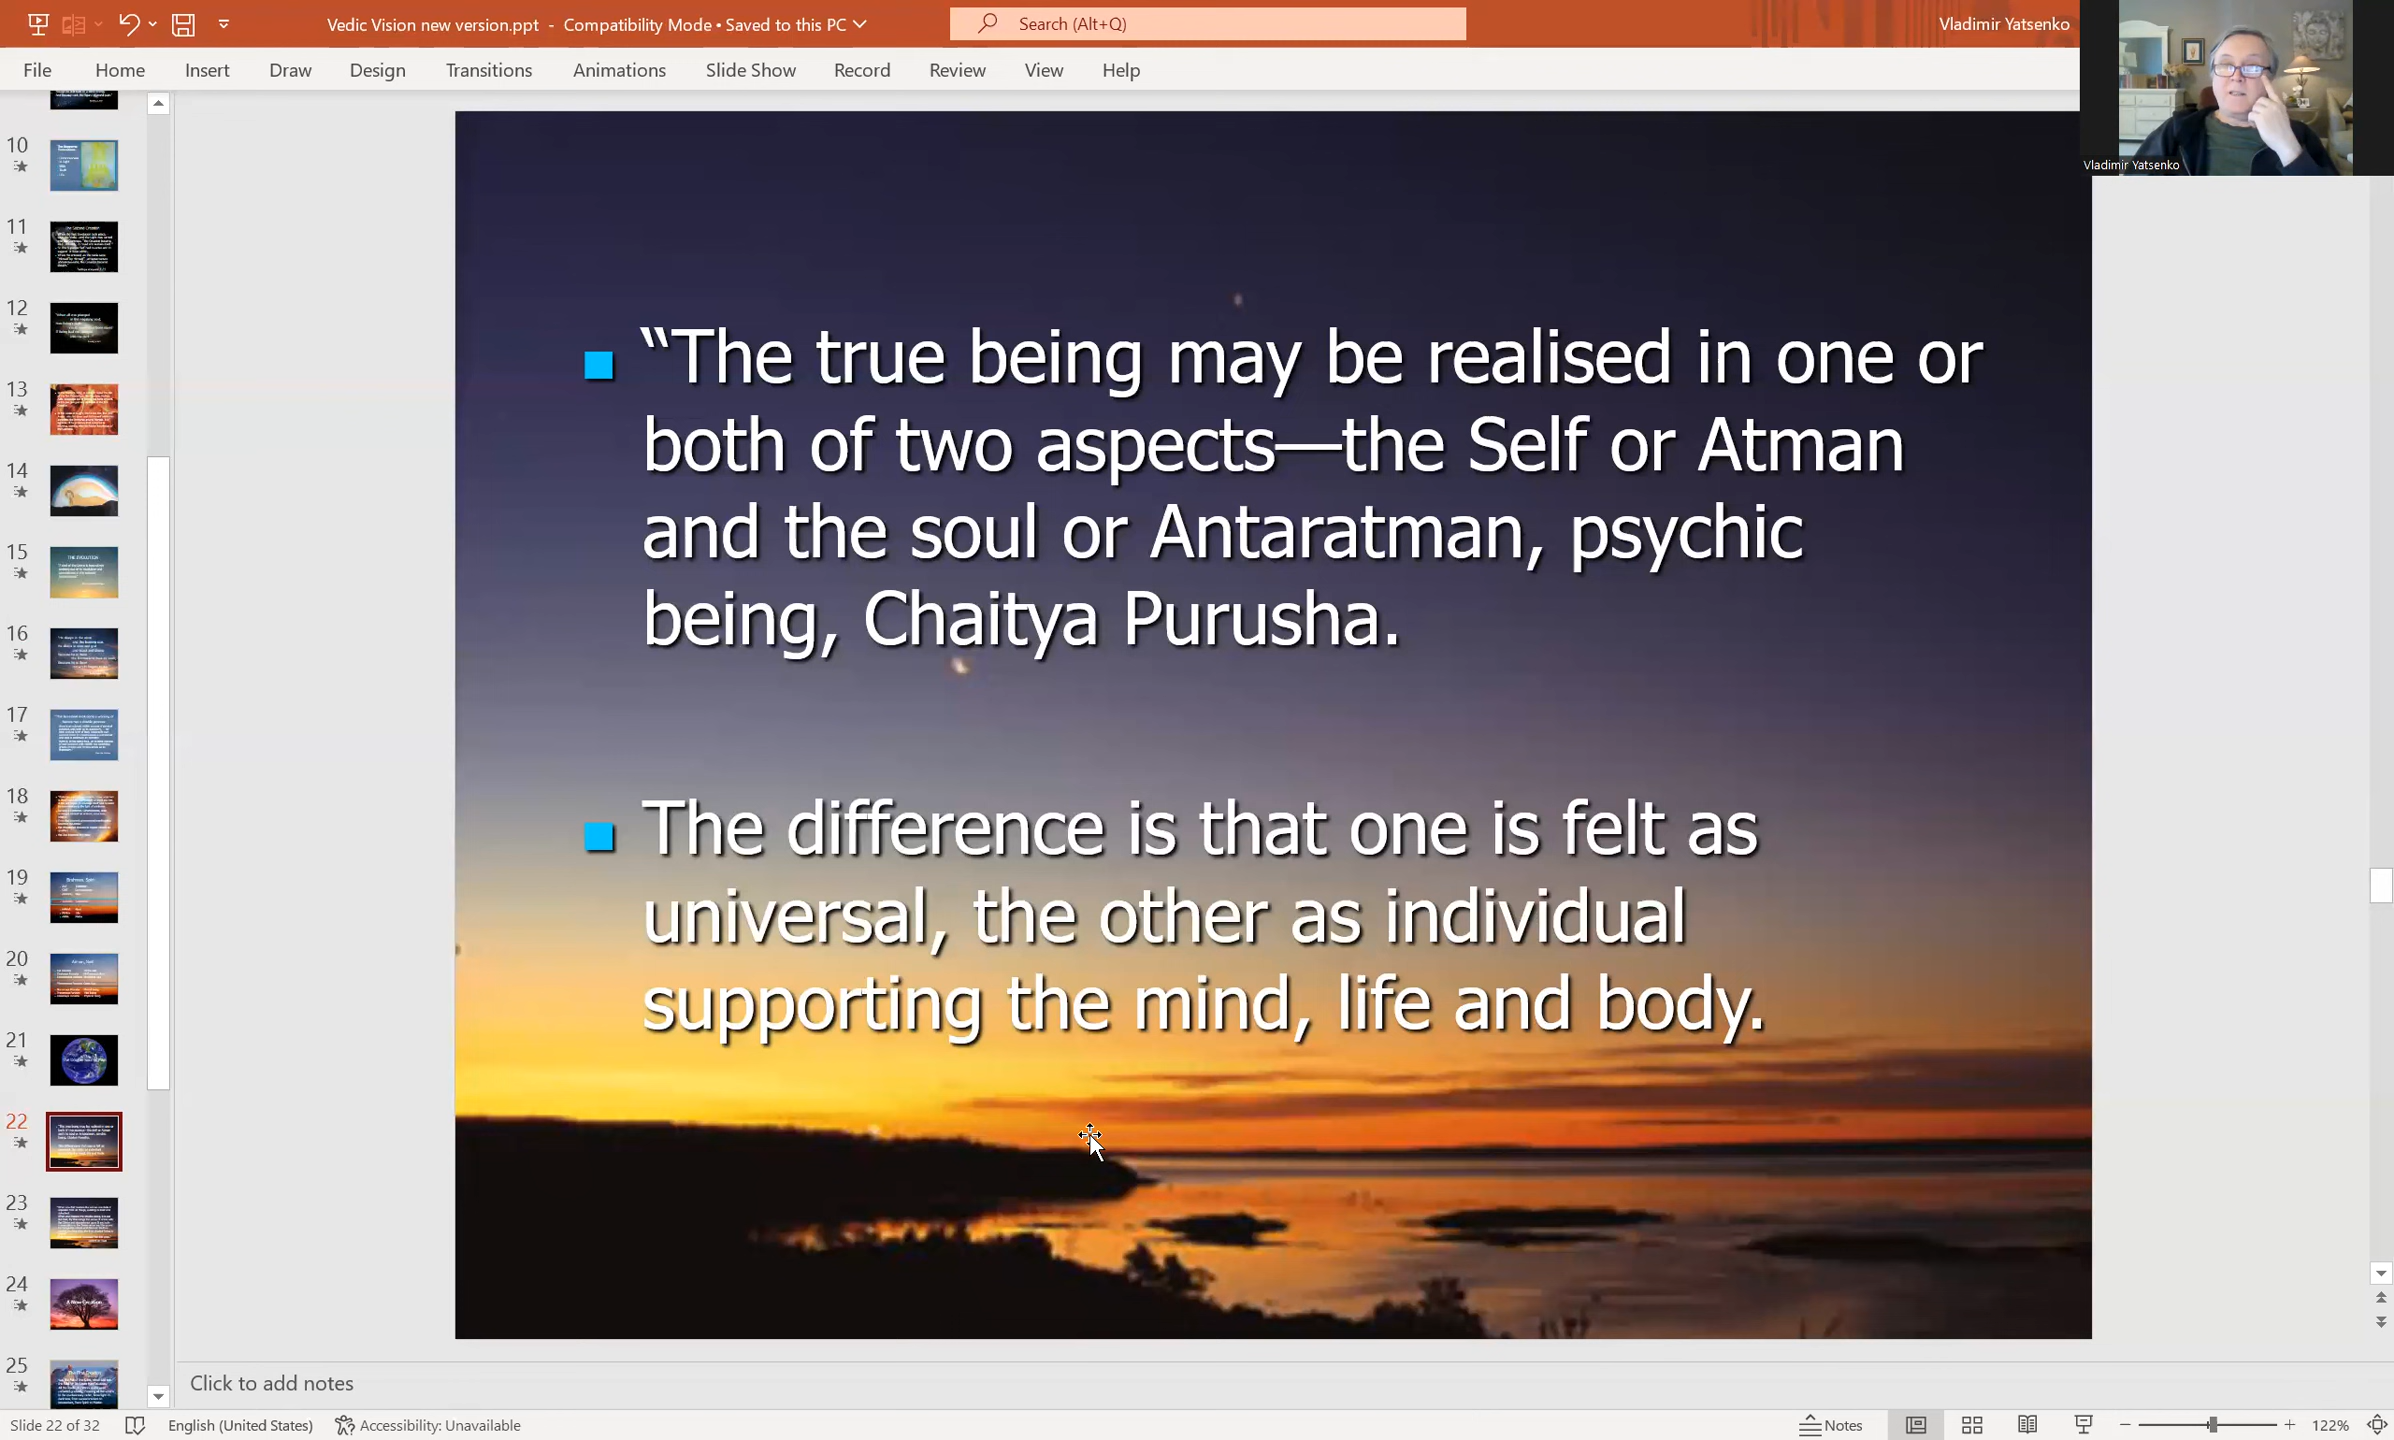 Vedic Vision new version.ppt - Compatibility Mode • Saved to this PC
Search (Alt+Q)
Vladimir Yatsenko
File Home Insert Draw Design Transitions Animations Slide Show Record Review View Help
Vladimir Yatsenko
10
11
12
13
14
15
THE EVOLUTION
16
17
18
19
20
21
22
23
24
25
“The true being may be realised in one or
both of two aspects—the Self or Atman
and the soul or Antaratman, psychic
being, Chaitya Purusha.
The difference is that one is felt as
universal, the other as individual
supporting the mind, life and body.
Click to add notes
Slide 22 of 32 English (United States) Accessibility: Unavailable Notes 122%